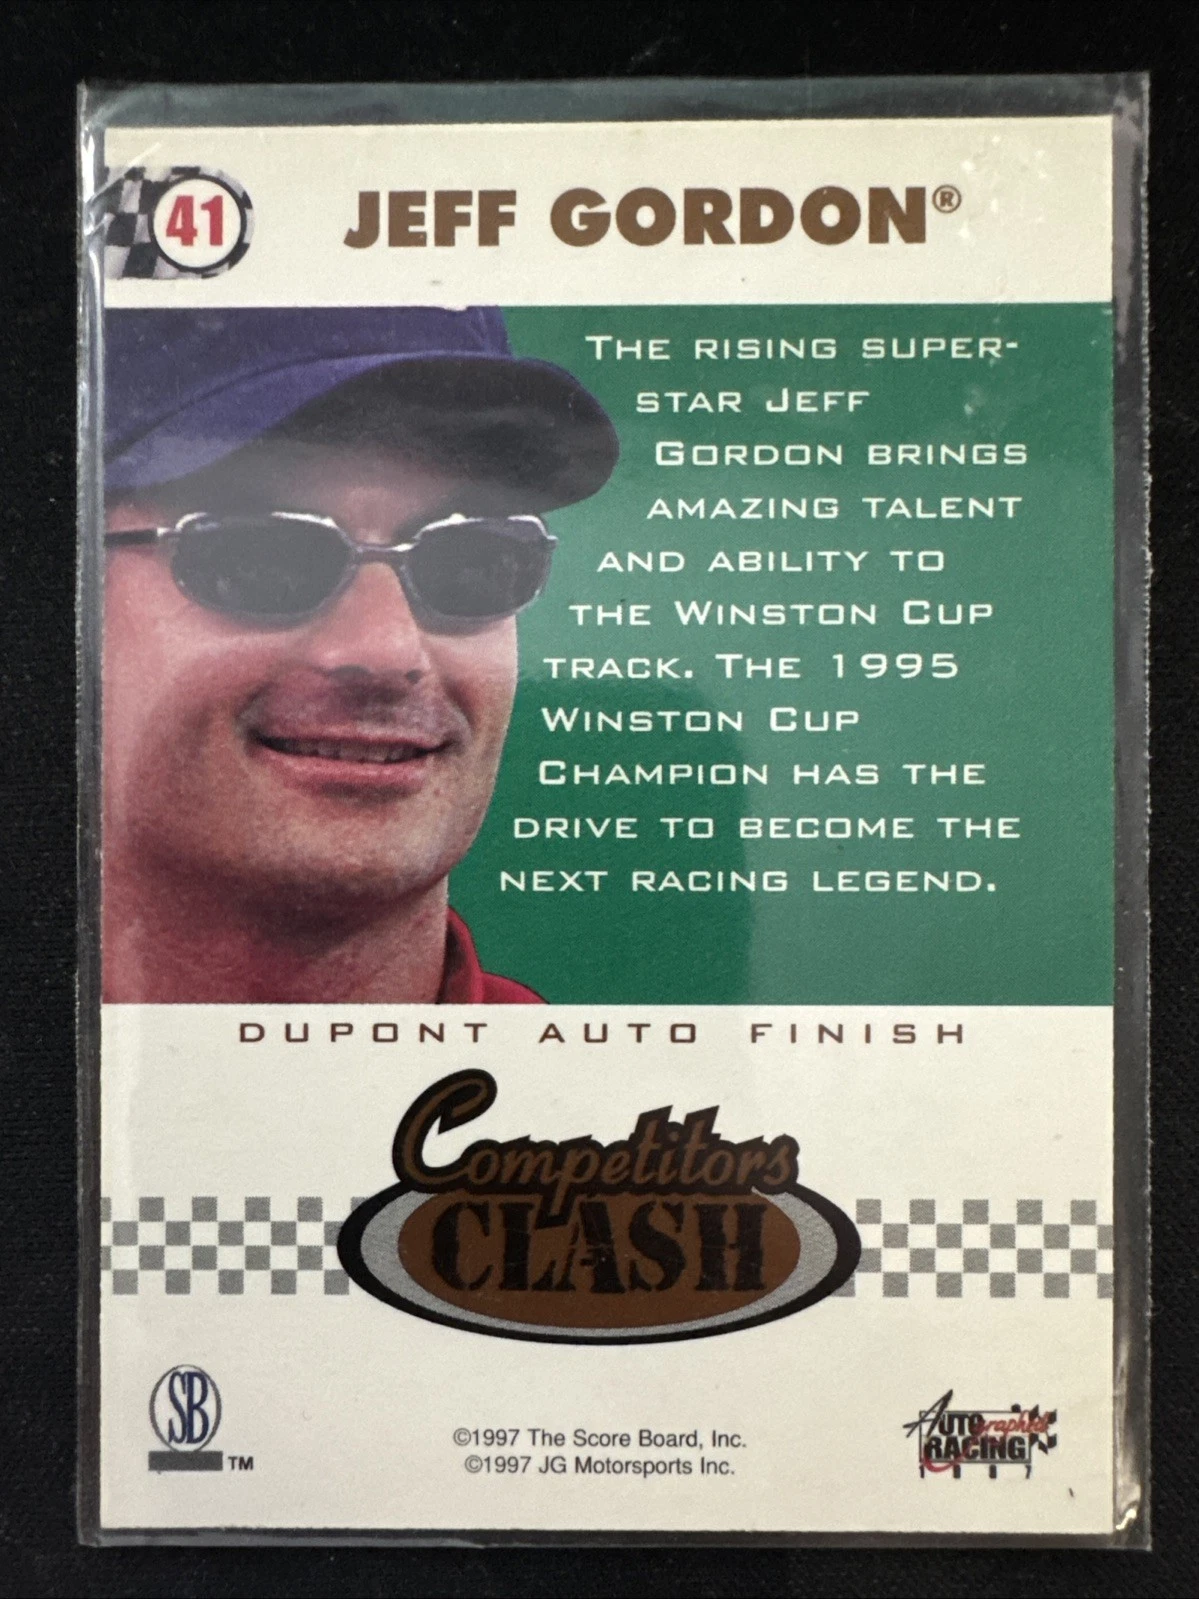 41
JEFF GORDON®
THE RISING SUPER-
STAR JEFF
GORDON BRINGS
AMAZING TALENT
AND ABILITY TO
THE WINSTON CUP
TRACK. THE 1995
WINSTON CUP
CHAMPION HAS THE
DRIVE TO BECOME THE
NEXT RACING LEGEND.
DUPONT AUTO FINISH
Competitors
CLASH
SB
TM
©1997 The Score Board, Inc.
©1997 JG Motorsports Inc.
AUTOgraphed
RACING
1997